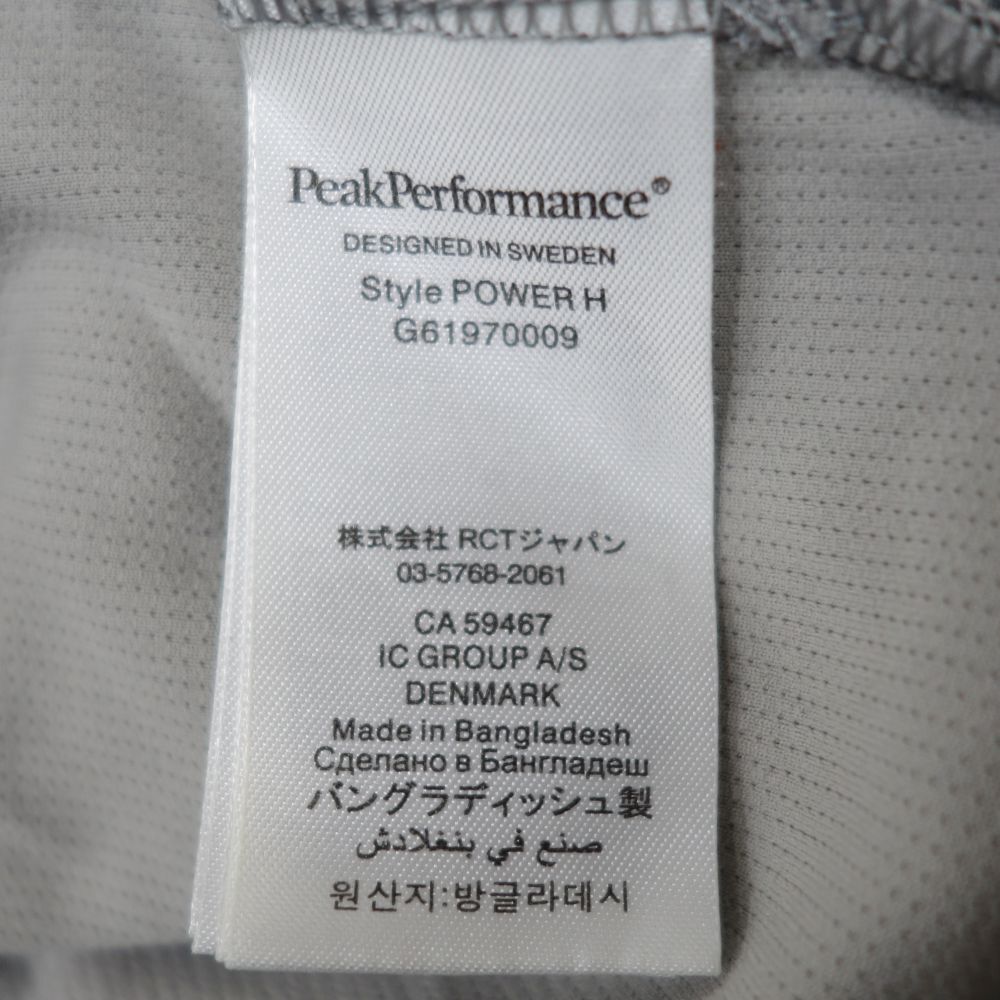 PeakPerformance®
DESIGNED IN SWEDEN
Style POWER H
G61970009
株式会社 RCTジャパン
03-5768-2061
CA 59467
IC GROUP A/S
DENMARK
Made in Bangladesh
Сделано в Бангладеш
バングラディッシュ製
صنع في بنغلادش
원산지:방글라데시